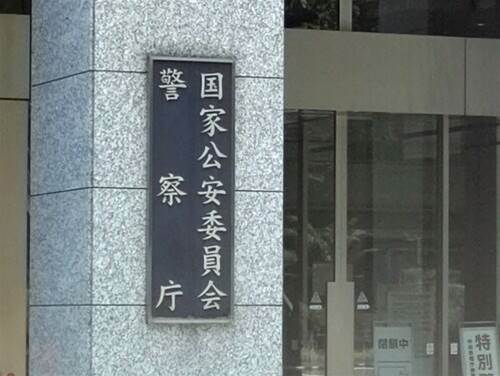 国家公安委員会
警察庁
開館中
特別